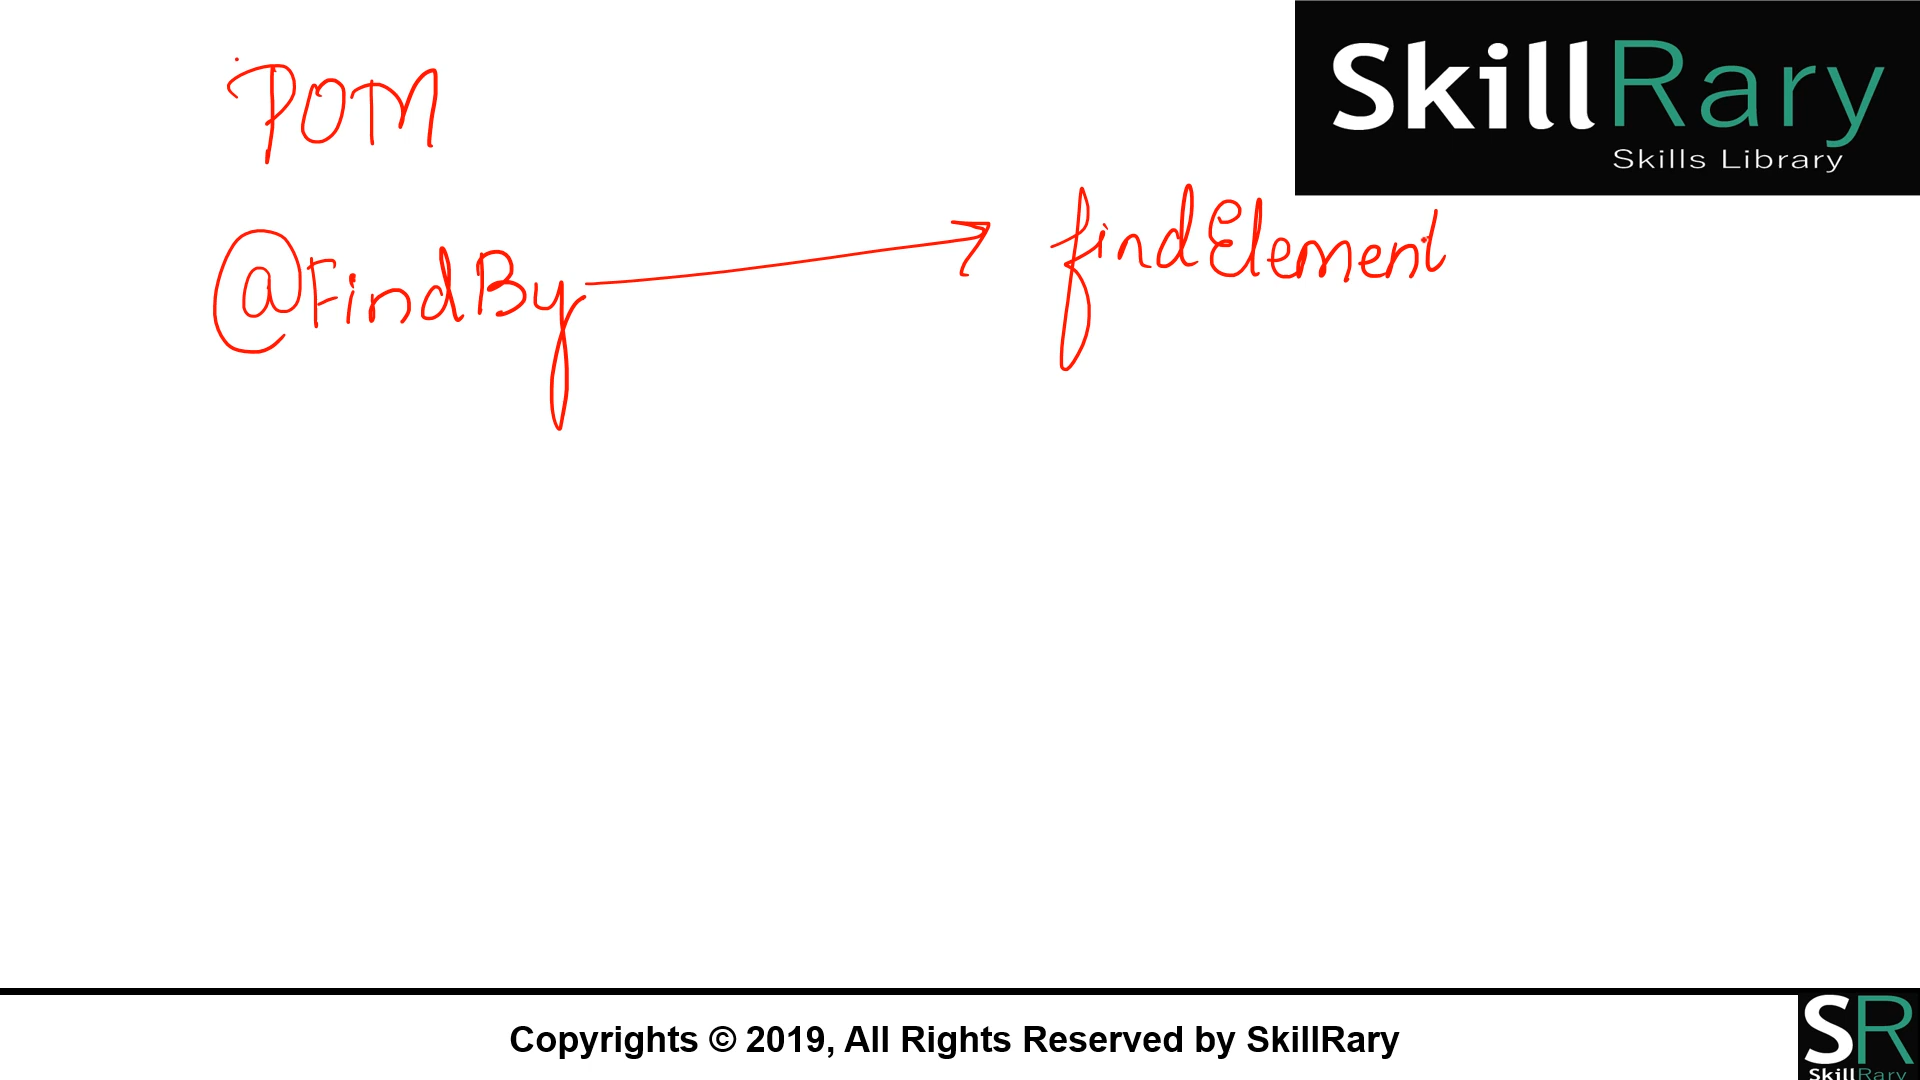 POM
SkillRary
Skills Library
@FindBy findElement
Copyrights © 2019, All Rights Reserved by SkillRary
SR
SkillRary